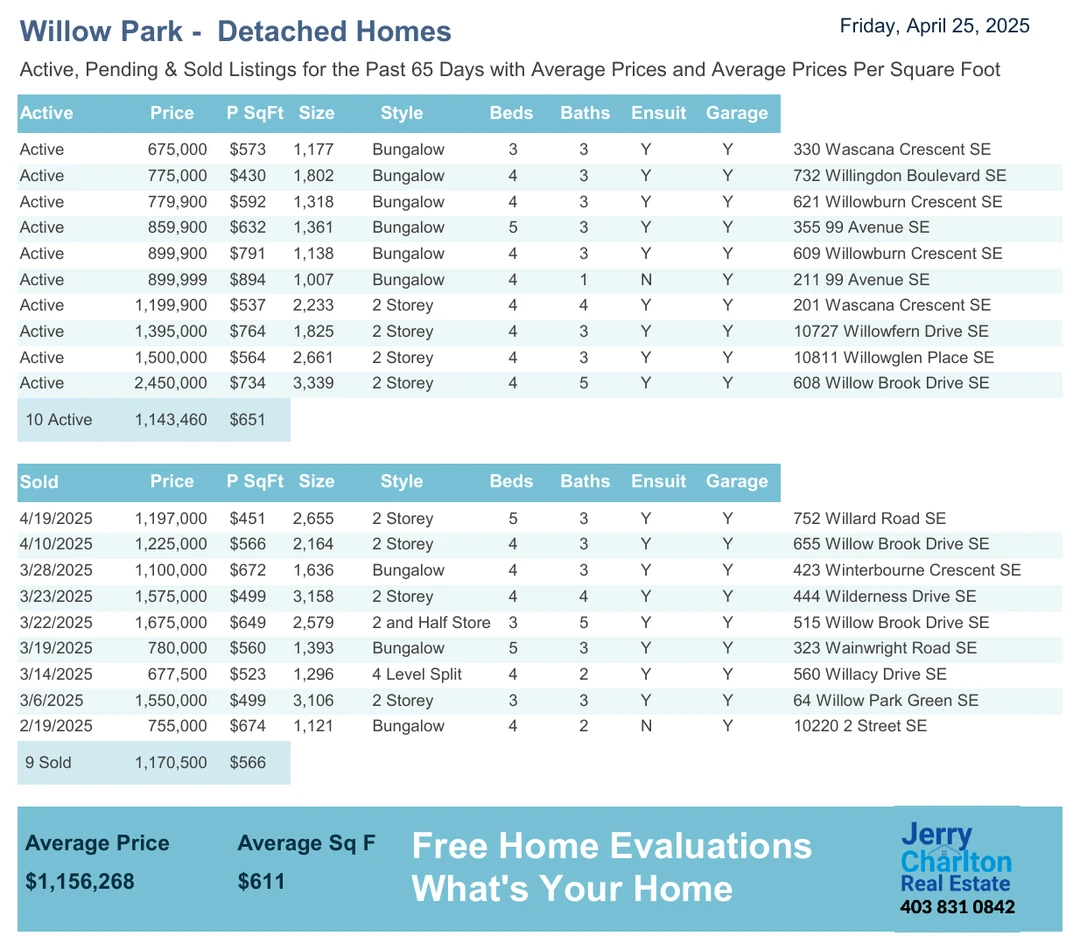 Willow Park - Detached Homes
Friday, April 25, 2025
Active, Pending & Sold Listings for the Past 65 Days with Average Prices and Average Prices Per Square Foot
Active Price P SqFt Size Style Beds Baths Ensuit Garage
Active 675,000 $573 1,177 Bungalow 3 3 Y Y 330 Wascana Crescent SE
Active 775,000 $430 1,802 Bungalow 4 3 Y Y 732 Willingdon Boulevard SE
Active 779,900 $592 1,318 Bungalow 4 3 Y Y 621 Willowburn Crescent SE
Active 859,900 $632 1,361 Bungalow 5 3 Y Y 355 99 Avenue SE
Active 899,900 $791 1,138 Bungalow 4 3 Y Y 609 Willowburn Crescent SE
Active 899,999 $894 1,007 Bungalow 4 1 N Y 211 99 Avenue SE
Active 1,199,900 $537 2,233 2 Storey 4 4 Y Y 201 Wascana Crescent SE
Active 1,395,000 $764 1,825 2 Storey 4 3 Y Y 10727 Willowfern Drive SE
Active 1,500,000 $564 2,661 2 Storey 4 3 Y Y 10811 Willowglen Place SE
Active 2,450,000 $734 3,339 2 Storey 4 5 Y Y 608 Willow Brook Drive SE
10 Active 1,143,460 $651
Sold Price P SqFt Size Style Beds Baths Ensuit Garage
4/19/2025 1,197,000 $451 2,655 2 Storey 5 3 Y Y 752 Willard Road SE
4/10/2025 1,225,000 $566 2,164 2 Storey 4 3 Y Y 655 Willow Brook Drive SE
3/28/2025 1,100,000 $672 1,636 Bungalow 4 3 Y Y 423 Winterbourne Crescent SE
3/23/2025 1,575,000 $499 3,158 2 Storey 4 4 Y Y 444 Wilderness Drive SE
3/22/2025 1,675,000 $649 2,579 2 and Half Store 3 5 Y Y 515 Willow Brook Drive SE
3/19/2025 780,000 $560 1,393 Bungalow 5 3 Y Y 323 Wainwright Road SE
3/14/2025 677,500 $523 1,296 4 Level Split 4 2 Y Y 560 Willacy Drive SE
3/6/2025 1,550,000 $499 3,106 2 Storey 3 3 Y Y 64 Willow Park Green SE
2/19/2025 755,000 $674 1,121 Bungalow 4 2 N Y 10220 2 Street SE
9 Sold 1,170,500 $566
Average Price Average Sq F
$1,156,268 $611
Free Home Evaluations
What's Your Home
Jerry
Charlton
Real Estate
403 831 0842